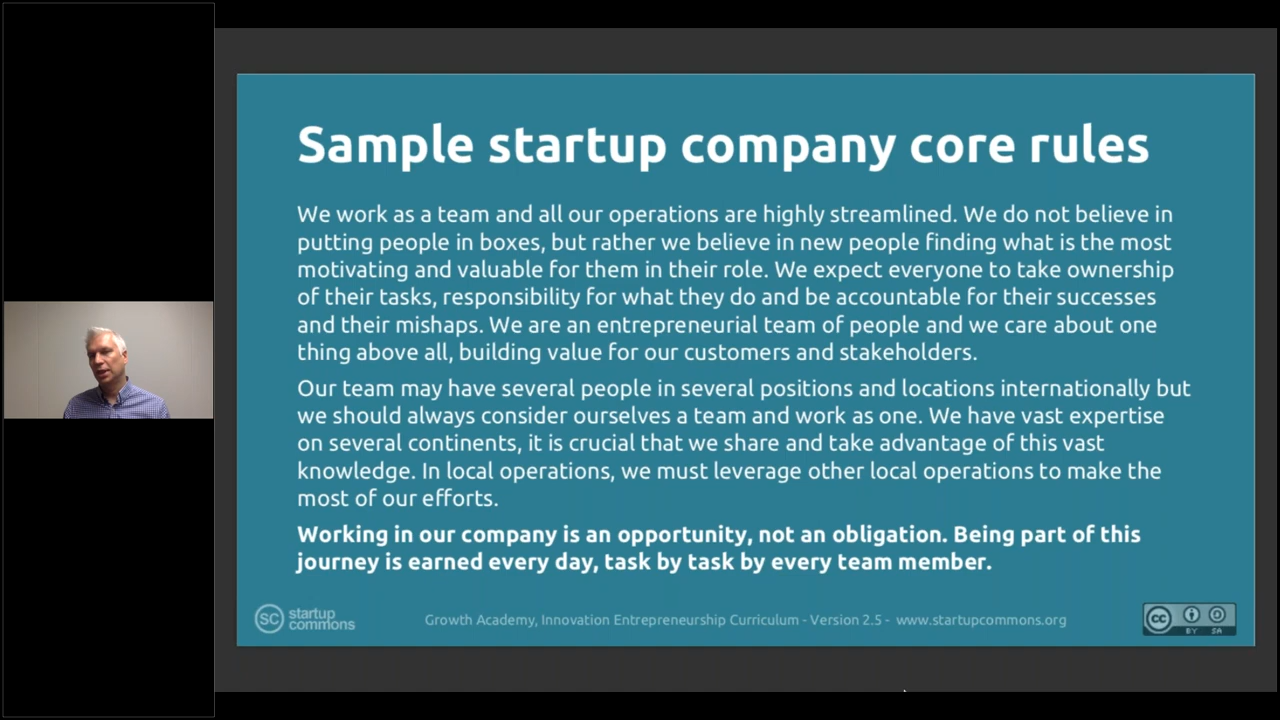 Sample startup company core rules
We work as a team and all our operations are highly streamlined. We do not believe in
putting people in boxes, but rather we believe in new people finding what is the most
motivating and valuable for them in their role. We expect everyone to take ownership
of their tasks, responsibility for what they do and be accountable for their successes
and their mishaps. We are an entrepreneurial team of people and we care about one
thing above all, building value for our customers and stakeholders.
Our team may have several people in several positions and locations internationally but
we should always consider ourselves a team and work as one. We have vast expertise
on several continents, it is crucial that we share and take advantage of this vast
knowledge. In local operations, we must leverage other local operations to make the
most of our efforts.
Working in our company is an opportunity, not an obligation. Being part of this
journey is earned every day, task by task by every team member.
SC startup
commons
Growth Academy, Innovation Entrepreneurship Curriculum - Version 2.5 - www.startupcommons.org
cc
BY SA